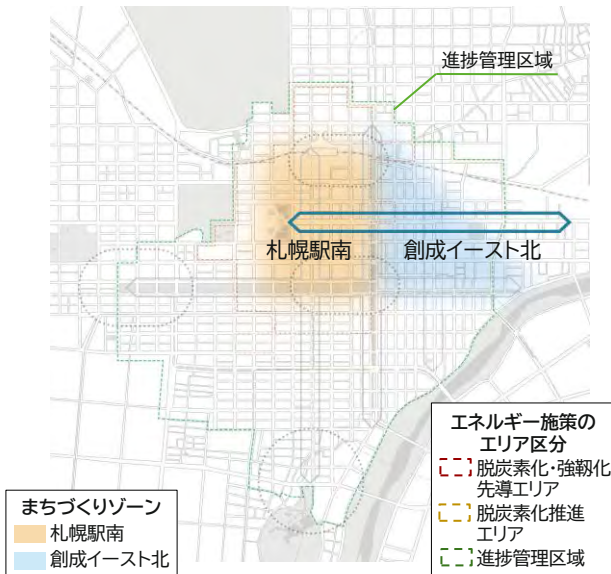 進捗管理区域
札幌駅南
創成イースト北
まちづくりゾーン
札幌駅南
創成イースト北
エネルギー施策の
エリア区分
脱炭素化・強靱化
先導エリア
脱炭素化推進
エリア
進捗管理区域